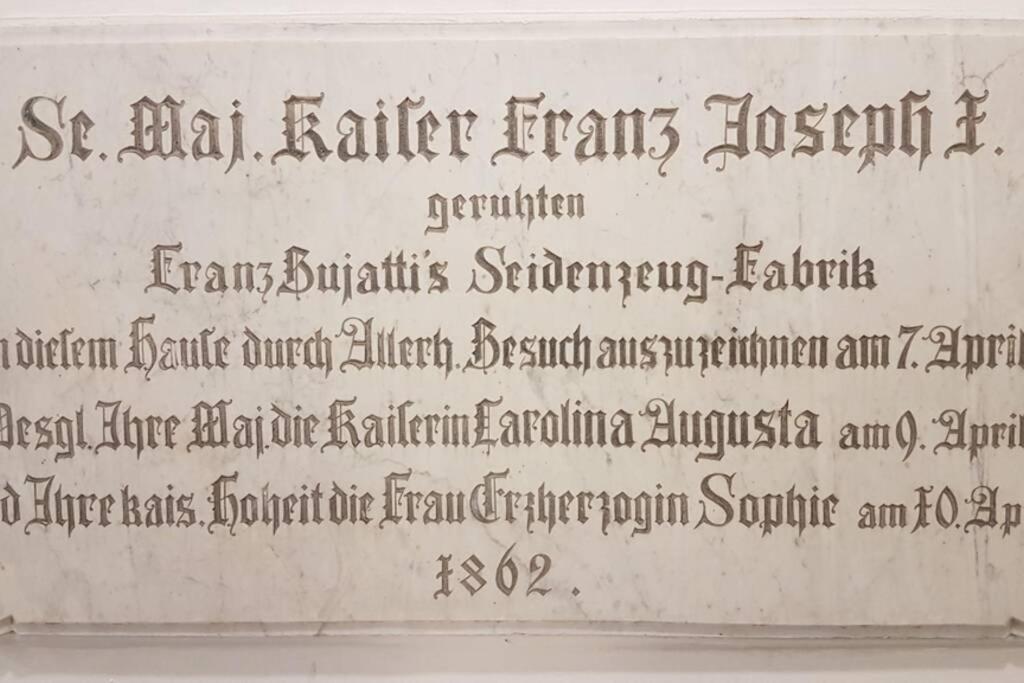 Se. Maj. Kaiſer Franz Joseph I.
geruhten
Franz Bujatti's Seidenzeug-Fabrik
n dieſem Hauſe durch Allerh. Besuch auszuzeichnen am 7. April
Desgl. Ihre Maj. die Kaiſerin Carolina Augusta am 9. April
d Ihre kais. Hoheit die Frau Erzherzogin Sophie am 10. Ap
1862.